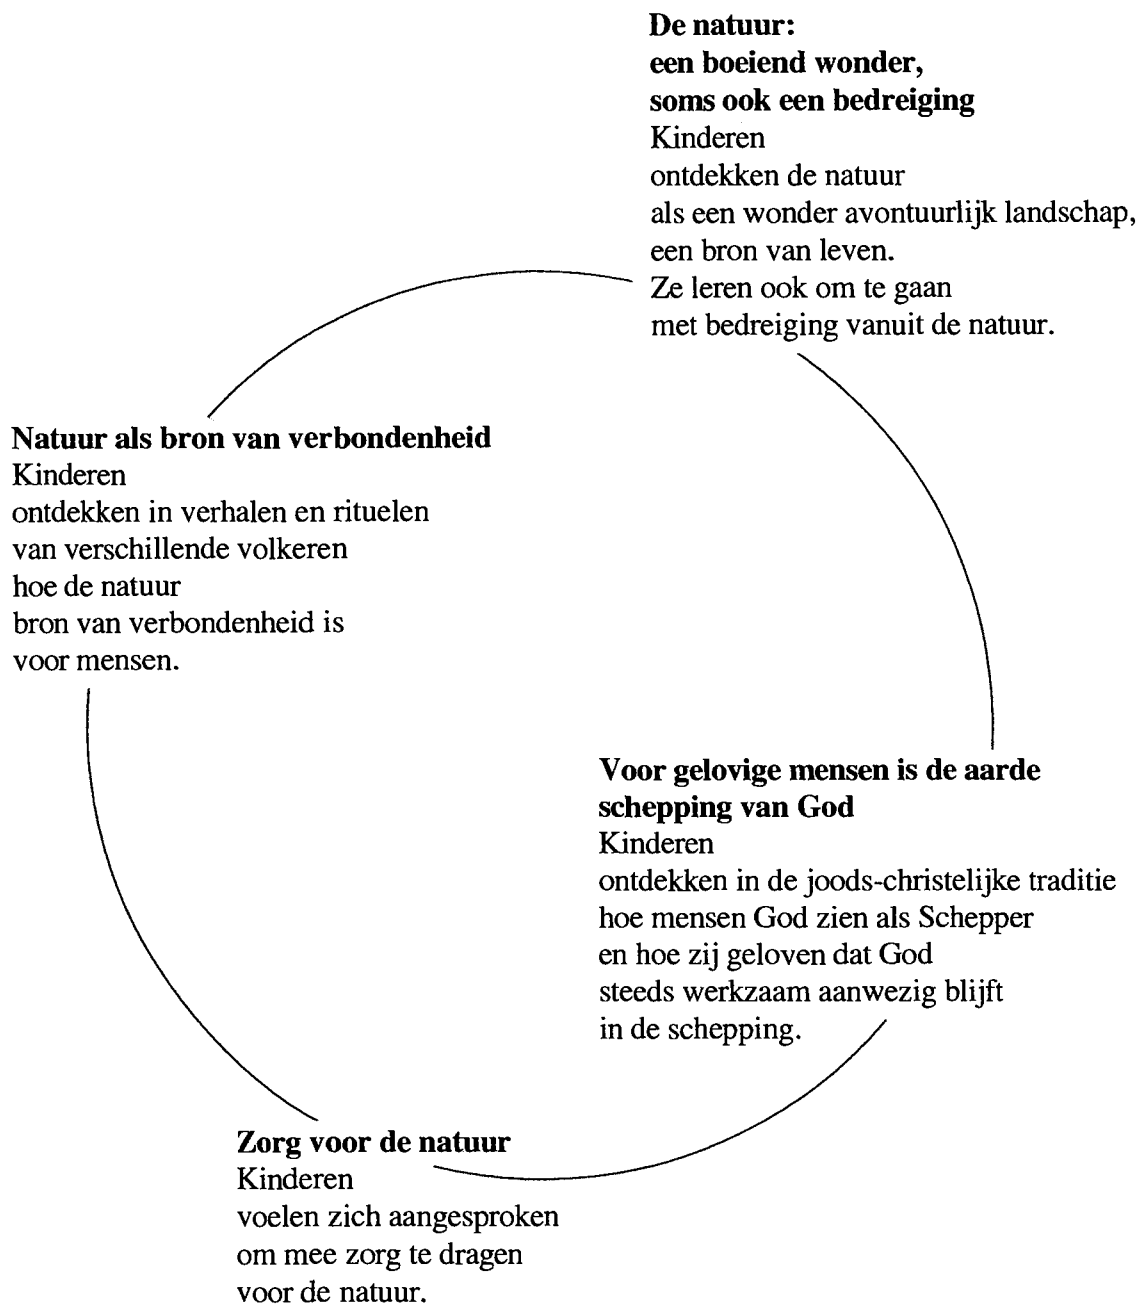 De natuur:
een boeiend wonder,
soms ook een bedreiging
Kinderen
ontdekken de natuur
als een wonder avontuurlijk landschap,
een bron van leven.
Ze leren ook om te gaan
met bedreiging vanuit de natuur.
Natuur als bron van verbondenheid
Kinderen
ontdekken in verhalen en rituelen
van verschillende volkeren
hoe de natuur
bron van verbondenheid is
voor mensen.
Voor gelovige mensen is de aarde
schepping van God
Kinderen
ontdekken in de joods-christelijke traditie
hoe mensen God zien als Schepper
en hoe zij geloven dat God
steeds werkzaam aanwezig blijft
in de schepping.
Zorg voor de natuur
Kinderen
voelen zich aangesproken
om mee zorg te dragen
voor de natuur.